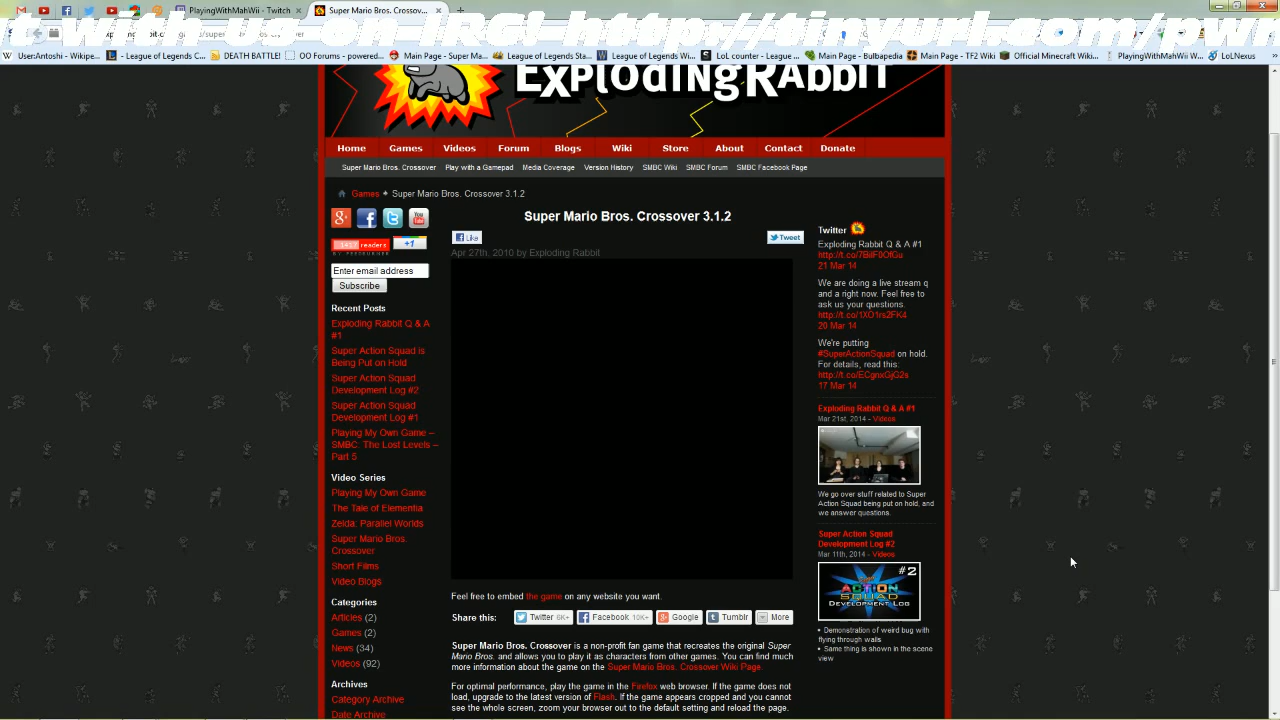 PlayingWithMahWii - Twitch
Super Mario Bros. Crosso...
User:Antoshi - Wikipe...
- League of Legends C...
DEATH BATTLE!
OO Forums - powere...
Main Page - Super Ma...
League of Legends Sta...
League of Legends Wi...
LoL counter - League ...
Main Page - Bulbapedia
Main Page - TF2 Wiki
Official Minecraft Wiki...
PlayingWithMahWii - T...
LoLNexus
EXPLODINGRABBIT
Home Games Videos Forum Blogs Wiki Store About Contact Donate
Super Mario Bros. Crossover Play with a Gamepad Media Coverage Version History SMBC Wiki SMBC Forum SMBC Facebook Page
Games Super Mario Bros. Crossover 3.1.2
1417 readers
BY FEEDBURNER
+1
Enter email address
Subscribe
Recent Posts
Exploding Rabbit Q & A
#1
Super Action Squad is
Being Put on Hold
Super Action Squad
Development Log #2
Super Action Squad
Development Log #1
Playing My Own Game –
SMBC: The Lost Levels –
Part 5
Video Series
Playing My Own Game
The Tale of Elementia
Zelda: Parallel Worlds
Super Mario Bros.
Crossover
Short Films
Video Blogs
Categories
Articles (2)
Games (2)
News (34)
Videos (92)
Archives
Category Archive
Date Archive
Super Mario Bros. Crossover 3.1.2
Like
Tweet
Apr 27th, 2010 by Exploding Rabbit
Feel free to embed the game on any website you want.
Share this: Twitter 6K+ Facebook 10K+ Google Tumblr More
Super Mario Bros. Crossover is a non-profit fan game that recreates the original Super
Mario Bros. and allows you to play it as characters from other games. You can find much
more information about the game on the Super Mario Bros. Crossover Wiki Page.
For optimal performance, play the game in the Firefox web browser. If the game does not
load, upgrade to the latest version of Flash. If the game appears cropped and you cannot
see the whole screen, zoom your browser out to the default setting and reload the page.
Twitter
Exploding Rabbit Q & A #1
21 Mar 14
We are doing a live stream q
and a right now. Feel free to
ask us your questions.
http://t.co/1XO1rs2FK4
20 Mar 14
We're putting
#SuperActionSquad on hold.
For details, read this:
17 Mar 14
Exploding Rabbit Q & A #1
Mar 21st, 2014 - Videos
We go over stuff related to Super
Action Squad being put on hold, and
we answer questions.
Super Action Squad
Development Log #2
Mar 11th, 2014 - Videos
#2
ACTION
SQUAD
DEVELOPMENT LOG
• Demonstration of weird bug with
flying through walls
• Same thing is shown in the scene
view